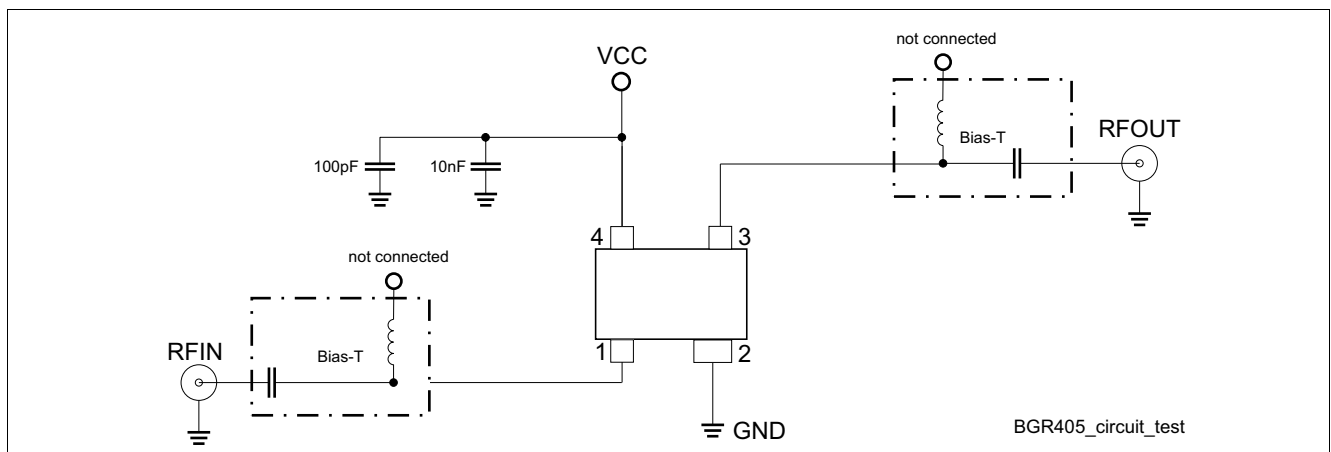 not connected
VCC
Bias-T
RFOUT
100pF
10nF
4
3
not connected
RFIN
Bias-T
1
2
GND
BGR405_circuit_test